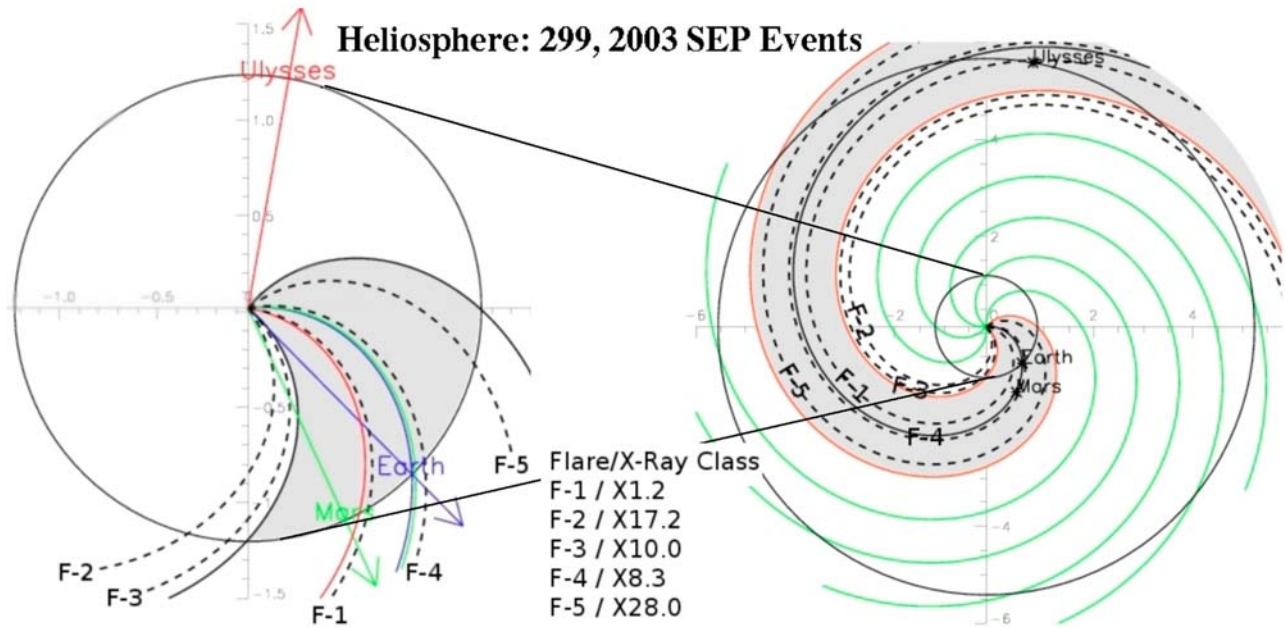 Heliosphere: 299, 2003 SEP Events
1.5
Ulysses
1.0
0.5
-1.0
-0.5
-0.5
Earth
Mars
-1.5
F-5
F-4
F-2
F-3
F-1
Flare/X-Ray Class
F-1 / X1.2
F-2 / X17.2
F-3 / X10.0
F-4 / X8.3
F-5 / X28.0
Ulysses
4
2
-6
-2
0
2
4
6
Earth
Mars
F-2
F-5
F-1
F-3
F-4
-4
-6